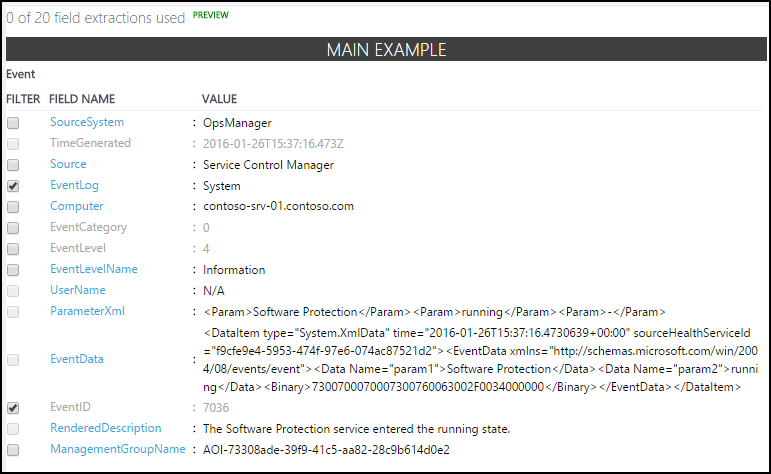 0 of 20 field extractions used PREVIEW
MAIN EXAMPLE
Event
FILTER FIELD NAME VALUE
SourceSystem : OpsManager
TimeGenerated : 2016-01-26T15:37:16.473Z
Source : Service Control Manager
EventLog : System
Computer : contoso-srv-01.contoso.com
EventCategory : 0
EventLevel : 4
EventLevelName : Information
UserName : N/A
ParameterXml : <Param>Software Protection</Param><Param>running</Param><Param>-</Param>
<DataItem type="System.XmlData" time="2016-01-26T15:37:16.4730639+00:00" sourceHealthServiceId
="f9cfe9e4-5953-474f-97e6-074ac87521d2"><EventData xmlns="http://schemas.microsoft.com/win/200
EventData : 4/08/events/event"><Data Name="param1">Software Protection</Data><Data Name="param2">runni
ng</Data><Binary>7300700070007300760063002F0034000000</Binary></EventData></DataItem>
EventID : 7036
RenderedDescription : The Software Protection service entered the running state.
ManagementGroupName : AOI-73308ade-39f9-41c5-aa82-28c9b614d0e2